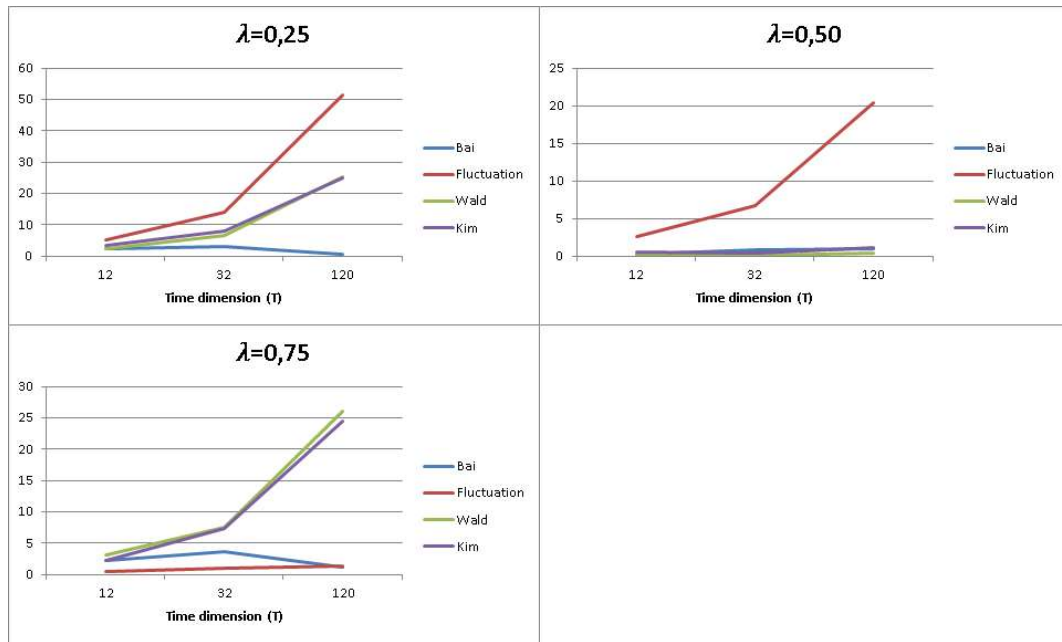 λ=0,25
60
50
40
30
20
10
0
12 32 120
Time dimension (T)
Bai
Fluctuation
Wald
Kim
λ=0,50
25
20
15
10
5
0
12 32 120
Time dimension (T)
Bai
Fluctuation
Wald
Kim
λ=0,75
30
25
20
15
10
5
0
12 32 120
Time dimension (T)
Bai
Fluctuation
Wald
Kim